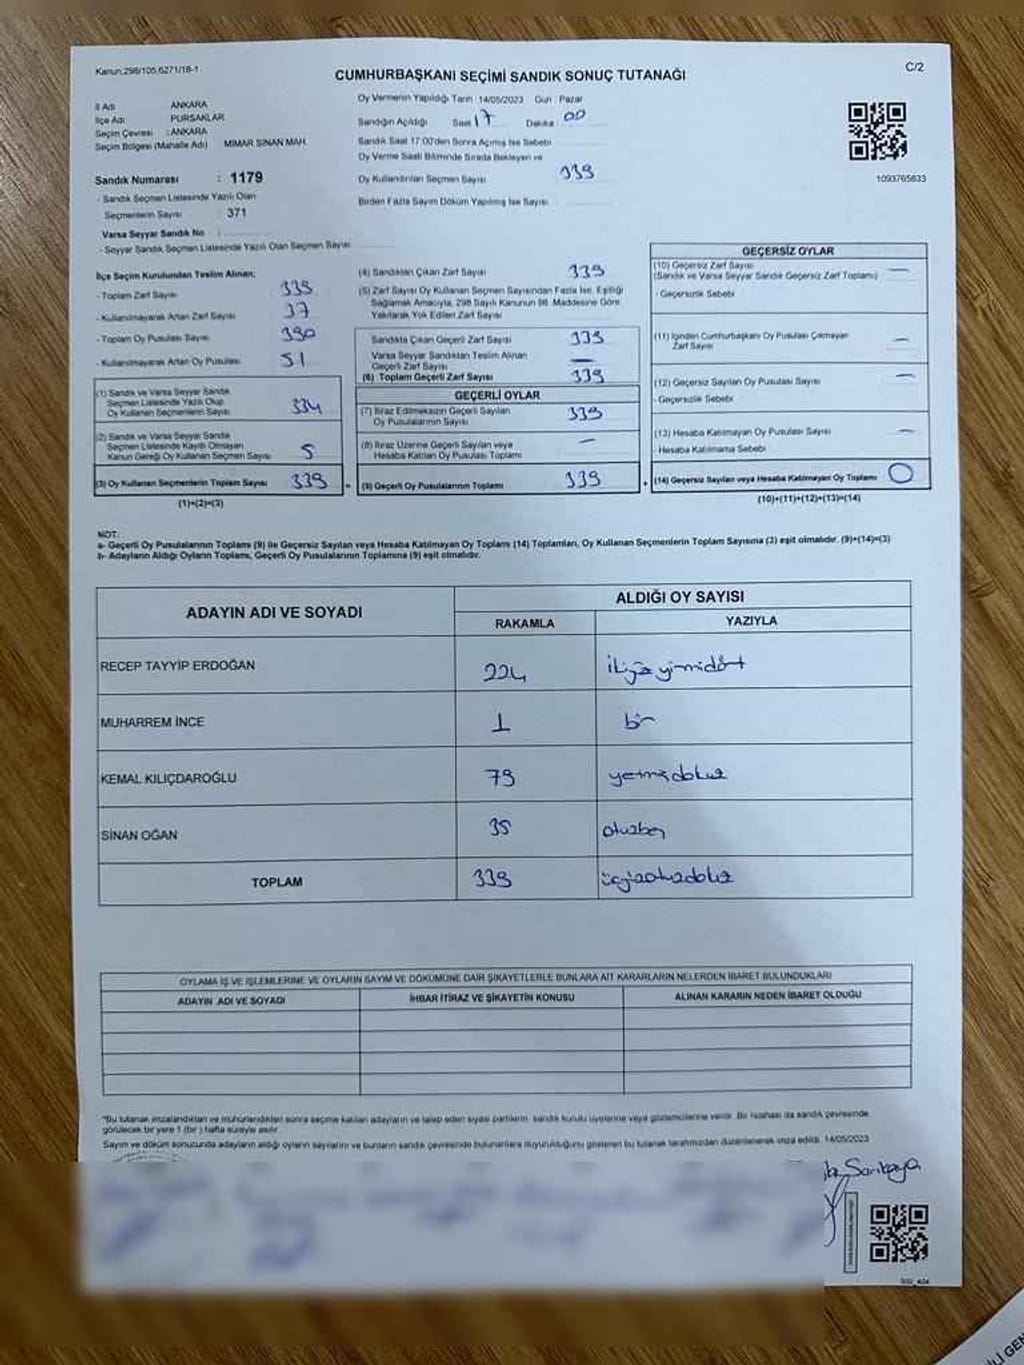 Kanun:298/105,6271/18-1
C/2
CUMHURBAŞKANI SEÇİMİ SANDIK SONUÇ TUTANAĞI
İl Adı ANKARA
İlçe Adı PURSAKLAR
Seçim Çevresi : ANKARA
Seçim Bölgesi (Mahalle Adı) MİMAR SİNAN MAH.
Sandık Numarası : 1179
- Sandık Seçmen Listesinde Yazılı Olan
Seçmenlerin Sayısı : 371
Varsa Seyyar Sandık No :
- Seyyar Sandık Seçmen Listesinde Yazılı Olan Seçmen Sayısı
Oy Vermenin Yapıldığı Tarih : 14/05/2023 Gün : Pazar
Sandığın Açıldığı Saat 17 Dakika : 00
Sandık Saat 17:00'den Sonra Açılmış İse Sebebi
Oy Verme Saati Bitiminde Sırada Bekleyen ve
Oy Kullandırılan Seçmen Sayısı 339
Birden Fazla Sayım Döküm Yapılmış İse Sayısı
1093765833
İlçe Seçim Kurulundan Teslim Alınan;
- Toplam Zarf Sayısı
- Kullanılmayarak Artan Zarf Sayısı 37
- Toplam Oy Pusulası Sayısı 390
- Kullanılmayarak Artan Oy Pusulası 51
(1) Sandık ve Varsa Seyyar Sandık
Seçmen Listesinde Yazılı Olup
Oy Kullanan Seçmenlerin Sayısı 334
(2) Sandık ve Varsa Seyyar Sandık
Seçmen Listesinde Kayıtlı Olmayan
Kanun Gereği Oy Kullanan Seçmen Sayısı 5
(3) Oy Kullanan Seçmenlerin Toplam Sayısı 339
(1)+(2)=(3)
(4) Sandıktan Çıkan Zarf Sayısı 339
(5) Zarf Sayısı Oy Kullanan Seçmen Sayısından Fazla İse, Eşitliği
Sağlamak Amacıyla, 298 Sayılı Kanunun 98. Maddesine Göre
Yakılarak Yok Edilen Zarf Sayısı
Sandıkta Çıkan Geçerli Zarf Sayısı 339
Varsa Seyyar Sandıktan Teslim Alınan
Geçerli Zarf Sayısı —
(6) Toplam Geçerli Zarf Sayısı 339
GEÇERLİ OYLAR
(7) İtiraz Edilmeksizin Geçerli Sayılan
Oy Pusulalarının Sayısı 339
(8) İtiraz Üzerine Geçerli Sayılan veya
Hesaba Katılan Oy Pusulası Toplamı —
(9) Geçerli Oy Pusulalarının Toplamı 339
GEÇERSİZ OYLAR
(10) Geçersiz Zarf Sayısı —
(Sandık ve Varsa Seyyar Sandık Geçersiz Zarf Toplamı)
- Geçersizlik Sebebi
(11) İçinden Cumhurbaşkanı Oy Pusulası Çıkmayan
Zarf Sayısı —
(12) Geçersiz Sayılan Oy Pusulası Sayısı —
- Geçersizlik Sebebi
(13) Hesaba Katılmayan Oy Pusulası Sayısı —
- Hesaba Katılmama Sebebi
(14) Geçersiz Sayılan veya Hesaba Katılmayan Oy Toplamı 0
(10)+(11)+(12)+(13)=(14)
NOT:
a- Geçerli Oy Pusulalarının Toplamı (9) ile Geçersiz Sayılan veya Hesaba Katılmayan Oy Toplamı (14) Toplamları, Oy Kullanan Seçmenlerin Toplam Sayısına (3) eşit olmalıdır. (9)+(14)=(3)
b- Adayların Aldığı Oyların Toplamı, Geçerli Oy Pusulalarının Toplamına (9) eşit olmalıdır.
ADAYIN ADI VE SOYADI ALDIĞI OY SAYISI
RAKAMLA YAZIYLA
RECEP TAYYİP ERDOĞAN 224 ikiyüzyirmidört
MUHARREM İNCE 1 bir
KEMAL KILIÇDAROĞLU 79 yetmişdokuz
SİNAN OĞAN 35 otuzbeş
TOPLAM 339 üçyüzotuzdokuz
OYLAMA İŞ VE İŞLEMLERİNE VE OYLARIN SAYIM VE DÖKÜMÜNE DAİR ŞİKAYETLERLE BUNLARA AİT KARARLARIN NELERDEN İBARET BULUNDUKLARI
ADAYIN ADI VE SOYADI İHBAR İTİRAZ VE ŞİKAYETİN KONUSU ALINAN KARARIN NEDEN İBARET OLDUĞU
"Bu tutanak imzalandıktan ve mühürlendikten sonra seçime katılan adayların ve talep eden siyasi partilerin sandık kurulu üyelerine veya gözlemcilerine verilir. Bir nüshası da sandık çevresinde
görülecek bir yere 1 (bir) hafta süreyle asılır.
Sayım ve döküm sonucunda adayların aldığı oyların sayılarını ve bunların sandık çevresinde bulunanlara duyurulduğunu gösteren bu tutanak tarafımızdan düzenlenerek imza edildi. 14/05/2023
Sarıkaya